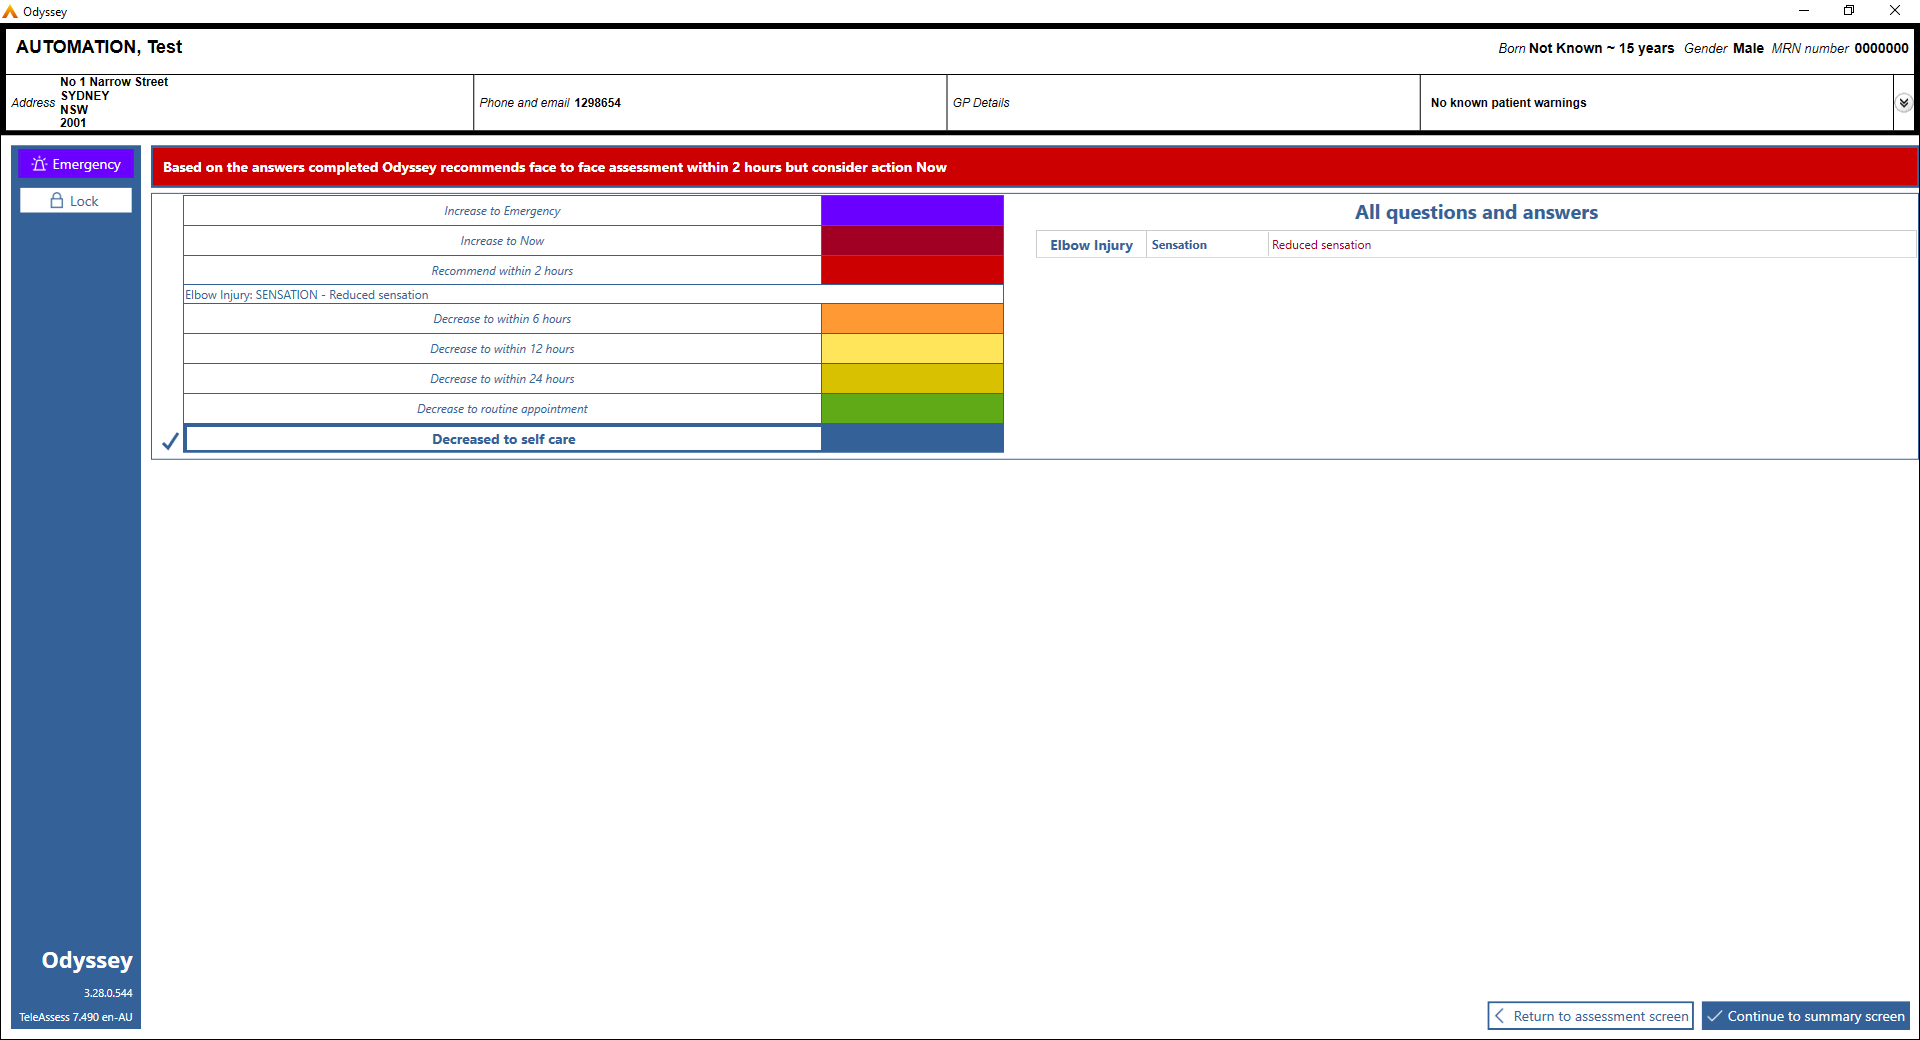 Odyssey
AUTOMATION, Test
Born Not Known ~ 15 years Gender Male MRN number 0000000
Address
No 1 Narrow Street
SYDNEY
NSW
2001
Phone and email 1298654
GP Details
No known patient warnings
Emergency
Lock
Based on the answers completed Odyssey recommends face to face assessment within 2 hours but consider action Now
Increase to Emergency
Increase to Now
Recommend within 2 hours
Elbow Injury: SENSATION - Reduced sensation
Decrease to within 6 hours
Decrease to within 12 hours
Decrease to within 24 hours
Decrease to routine appointment
Decreased to self care
All questions and answers
Elbow Injury Sensation Reduced sensation
Odyssey
3.28.0.544
TeleAssess 7.490 en-AU
Return to assessment screen
Continue to summary screen